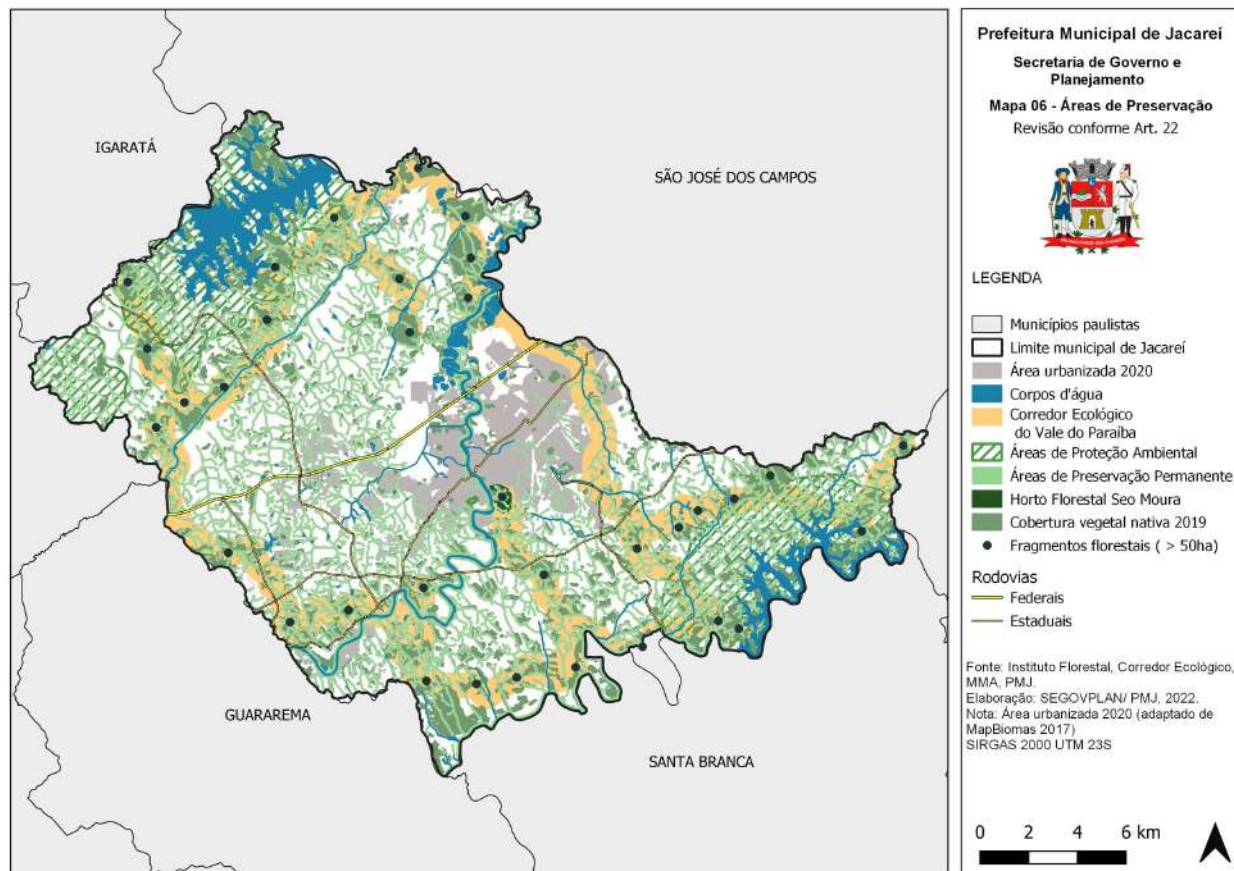 IGARATÁ
SÃO JOSÉ DOS CAMPOS
GUARAREMA
SANTA BRANCA
Prefeitura Municipal de Jacareí
Secretaria de Governo e
Planejamento
Mapa 06 - Áreas de Preservação
Revisão conforme Art. 22
LEGENDA
Municípios paulistas
Limite municipal de Jacareí
Área urbanizada 2020
Corpos d'água
Corredor Ecológico
do Vale do Paraíba
Áreas de Proteção Ambiental
Áreas de Preservação Permanente
Horto Florestal Seo Moura
Cobertura vegetal nativa 2019
Fragmentos florestais ( > 50ha)
Rodovias
Federais
Estaduais
Fonte: Instituto Florestal, Corredor Ecológico,
MMA, PMJ.
Elaboração: SEGOVPLAN/ PMJ, 2022.
Nota: Área urbanizada 2020 (adaptado de
MapBiomas 2017)
SIRGAS 2000 UTM 23S
0 2 4 6 km